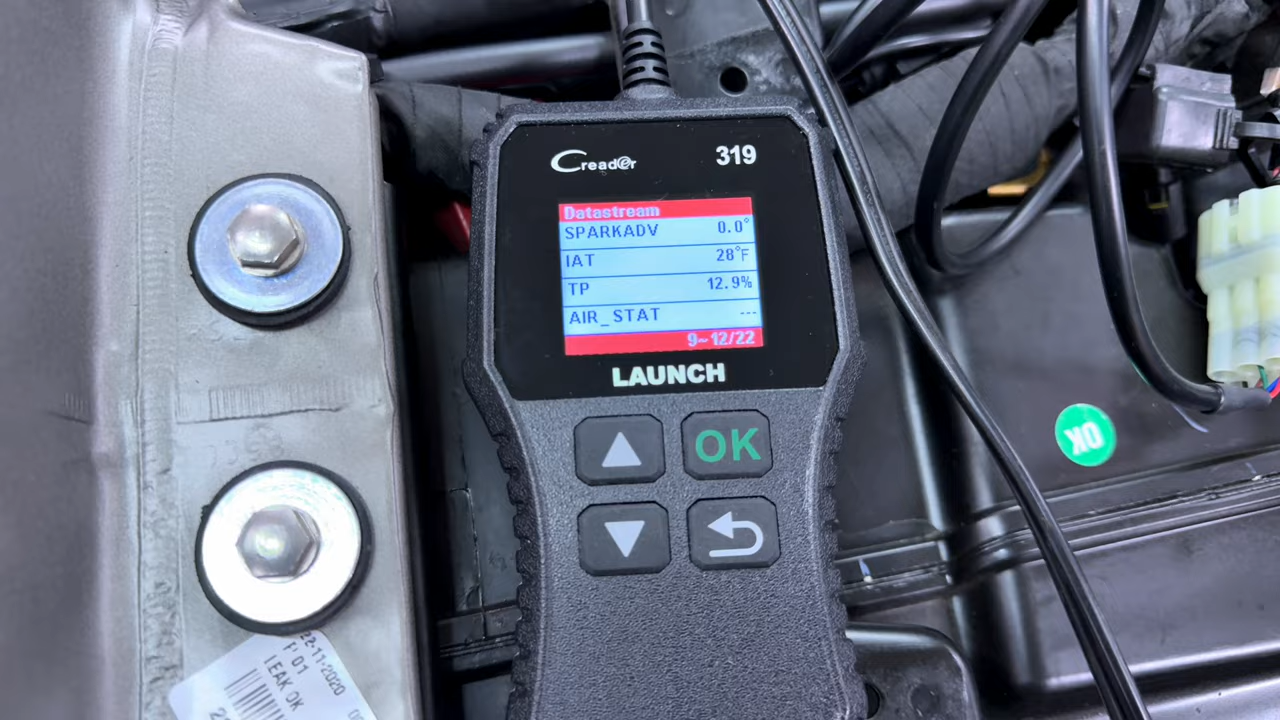 Creader 319
Datastream
SPARKADV 0.0°
IAT 28°F
TP 12.9%
AIR_STAT ---
9~12/22
LAUNCH
OK
OK
22-11-2020
LEAK OK